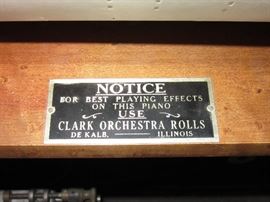 NOTICE
FOR BEST PLAYING EFFECTS
ON THIS PIANO
USE
CLARK ORCHESTRA ROLLS
DE KALB, ILLINOIS